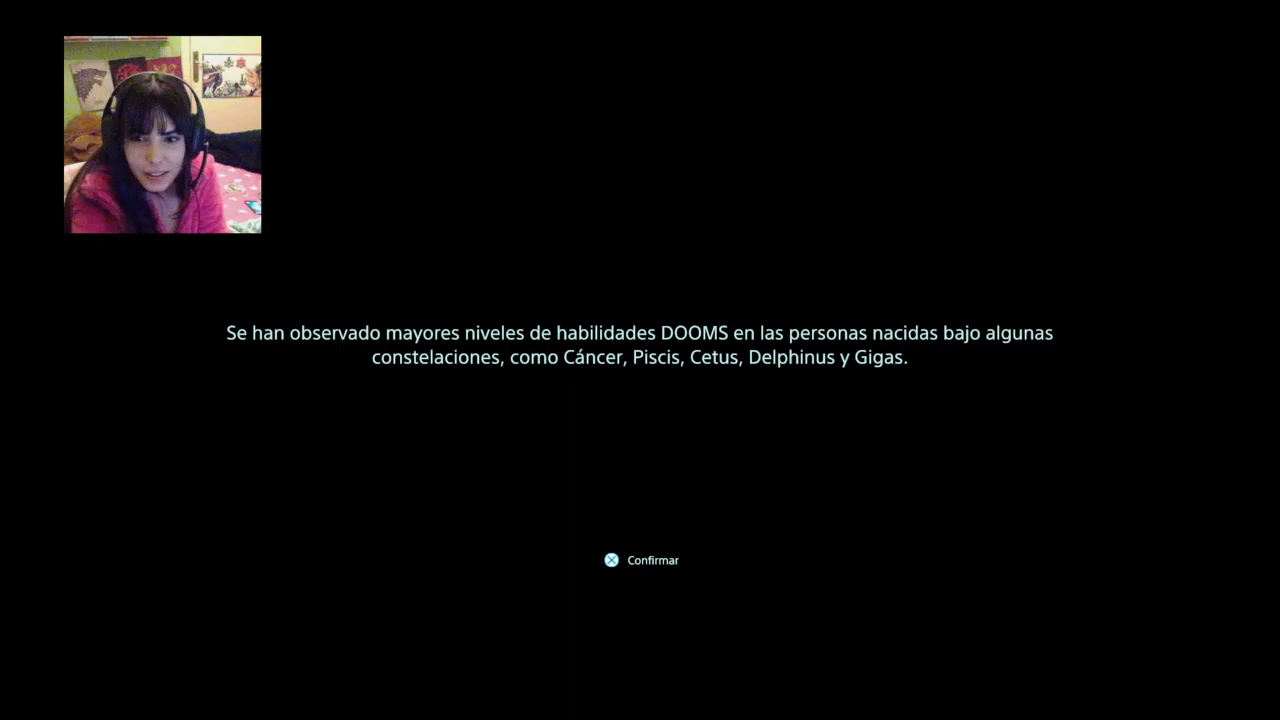 Se han observado mayores niveles de habilidades DOOMS en las personas nacidas bajo algunas
constelaciones, como Cáncer, Piscis, Cetus, Delphinus y Gigas.
Confirmar